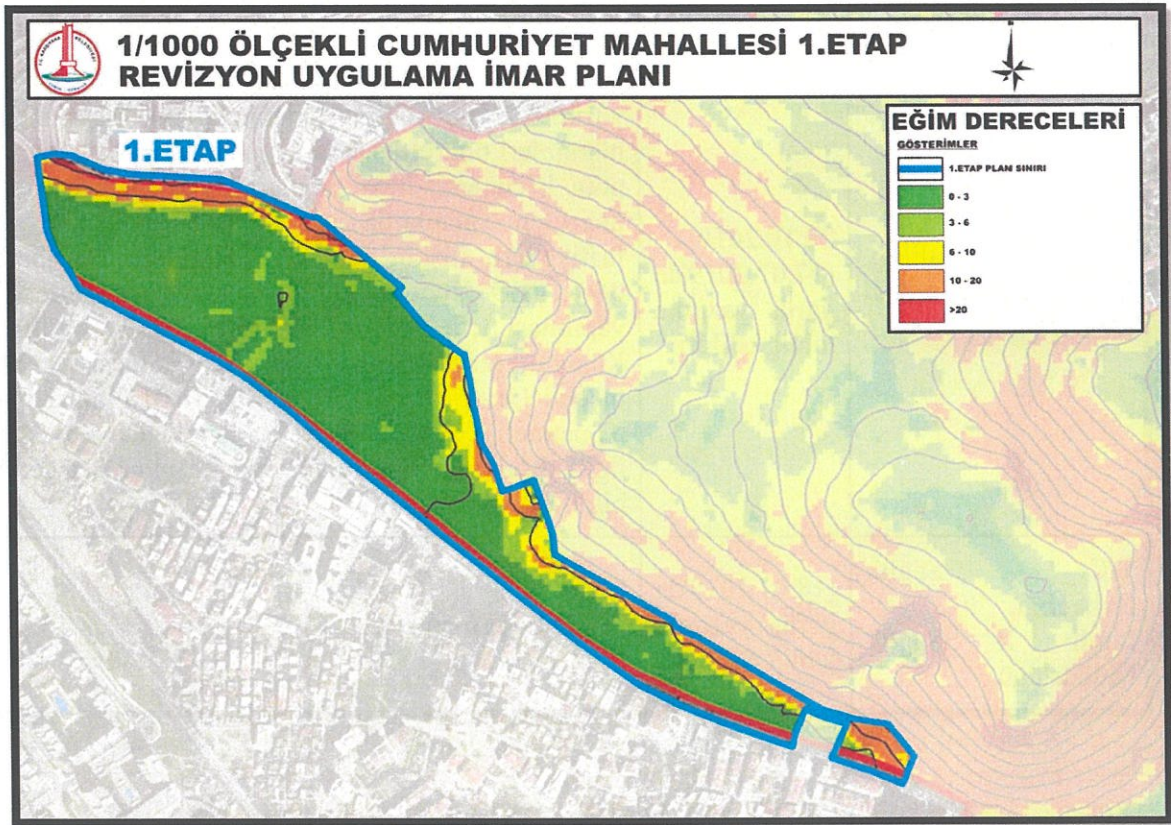 1/1000 ÖLÇEKLİ CUMHURİYET MAHALLESİ 1.ETAP
REVİZYON UYGULAMA İMAR PLANI
1.ETAP
EĞİM DERECELERİ
GÖSTERİMLER
1.ETAP PLAN SINIRI
0 - 3
3 - 6
6 - 10
10 - 20
>20